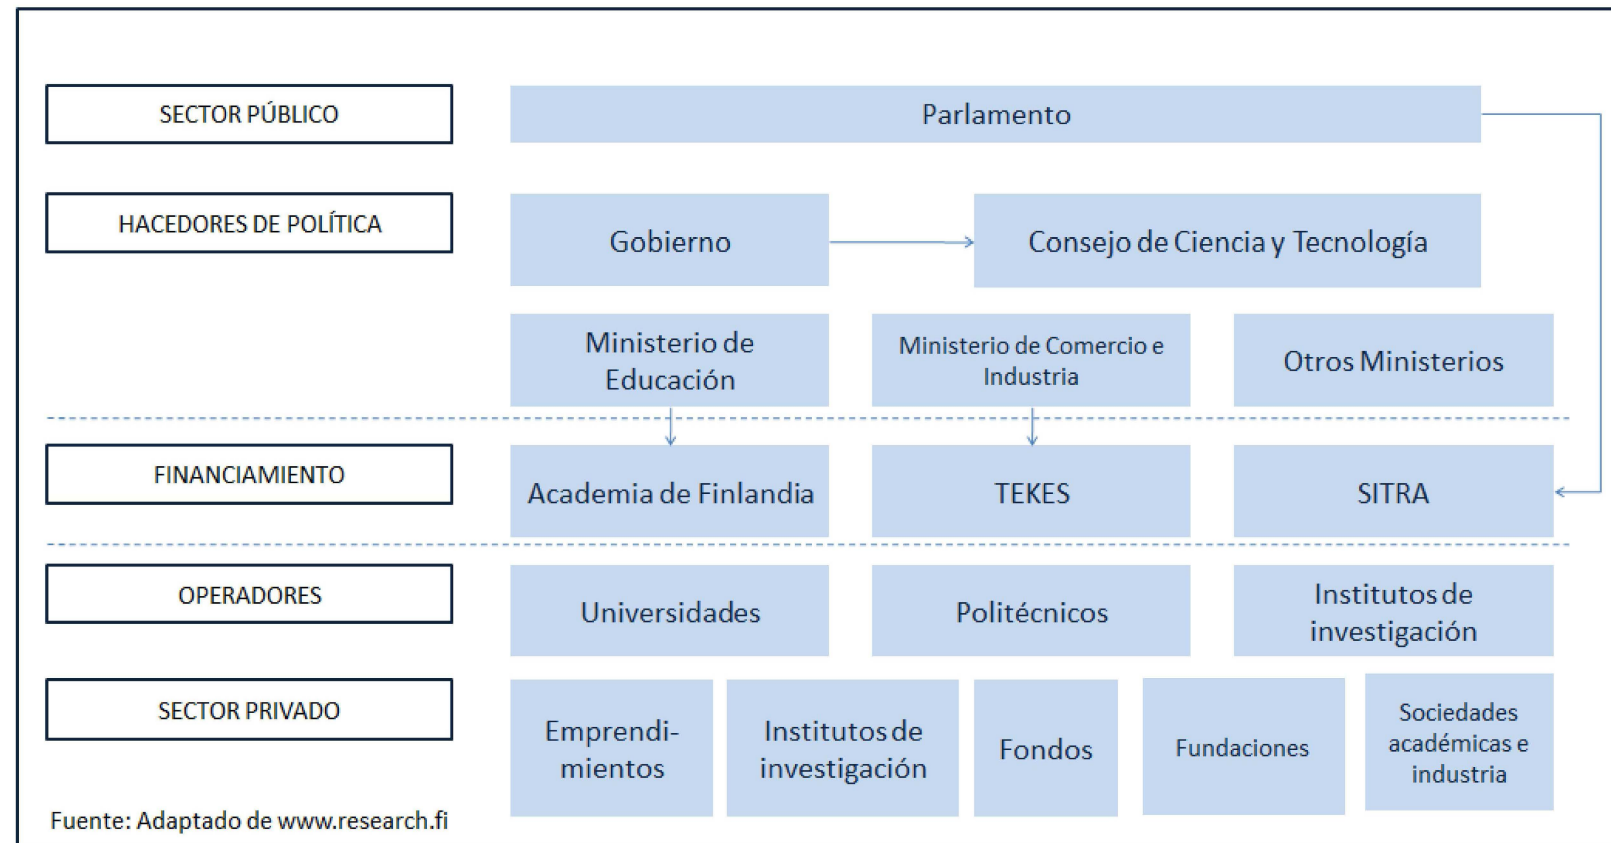 SECTOR PÚBLICO
Parlamento
HACEDORES DE POLÍTICA
Gobierno
Consejo de Ciencia y Tecnología
Ministerio de
Educación
Ministerio de Comercio e
Industria
Otros Ministerios
FINANCIAMIENTO
Academia de Finlandia
TEKES
SITRA
OPERADORES
Universidades
Politécnicos
Institutos de
investigación
SECTOR PRIVADO
Emprendi-
mientos
Institutos de
investigación
Fondos
Fundaciones
Sociedades
académicas e
industria
Fuente: Adaptado de www.research.fi